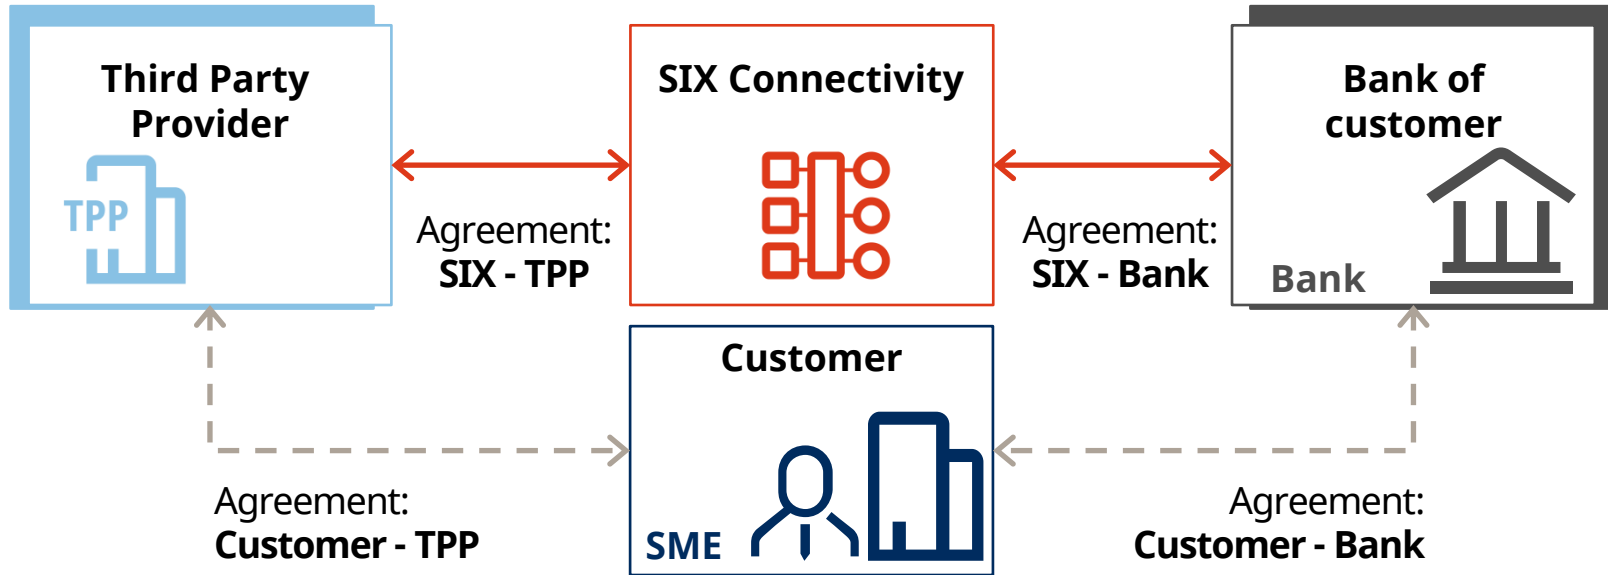 Third Party
Provider
TPP
SIX Connectivity
Bank of
customer
Bank
Agreement:
SIX - TPP
Agreement:
SIX - Bank
Customer
SME
Agreement:
Customer - TPP
Agreement:
Customer - Bank